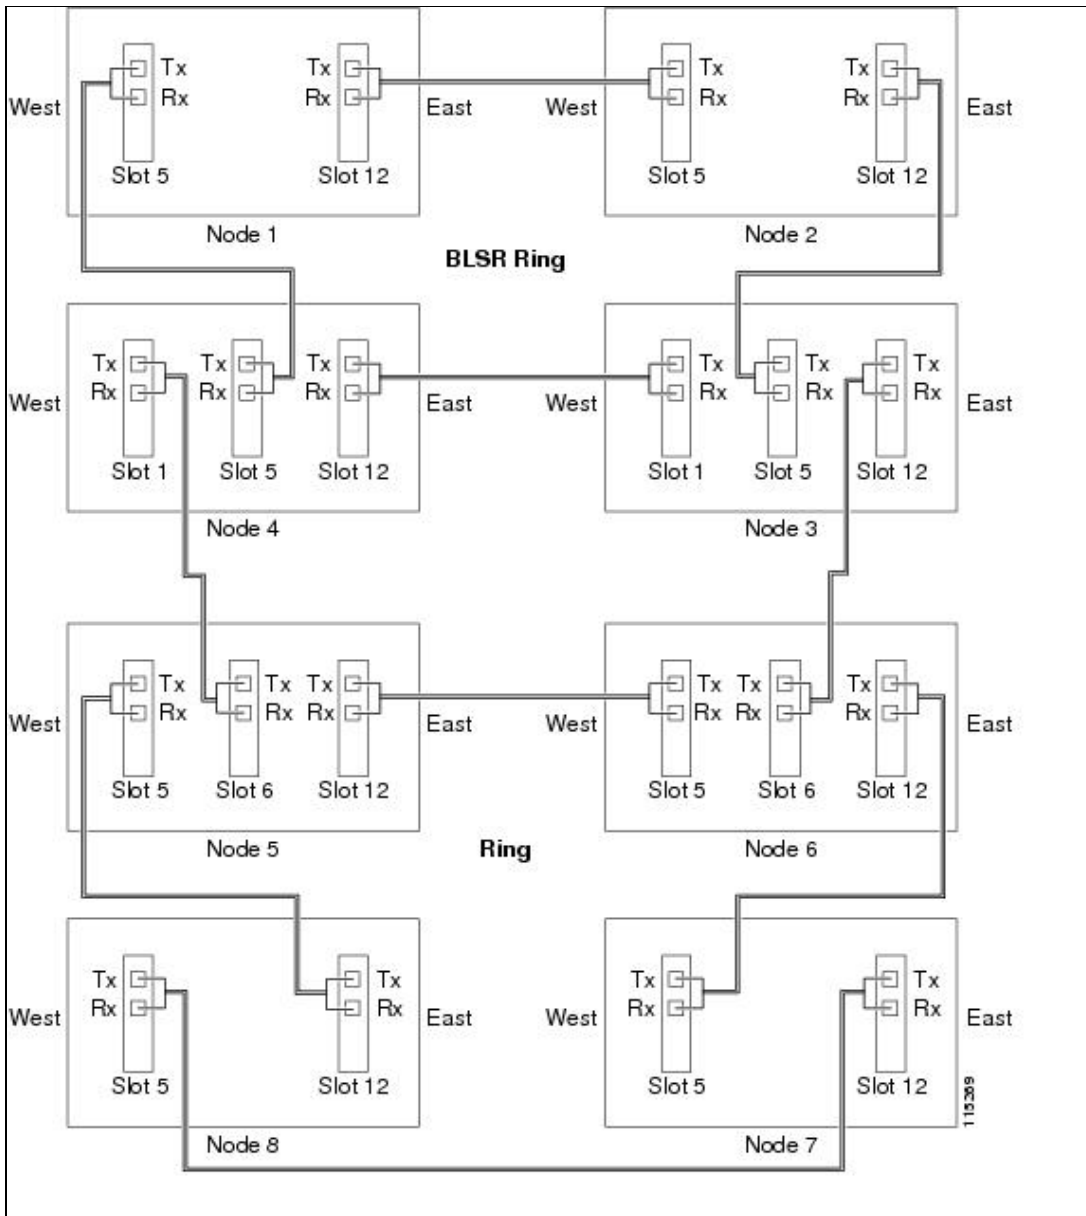 Tx Tx Tx Tx
Rx Rx Rx Rx
West East West East
Slot 5 Slot 12 Slot 5 Slot 12
Node 1 Node 2
BLSR Ring
Tx Tx Tx Tx Tx Tx
Rx Rx Rx Rx Rx Rx
West East West East
Slot 1 Slot 5 Slot 12 Slot 1 Slot 5 Slot 12
Node 4 Node 3
Tx Tx Tx Tx Tx Tx
Rx Rx Rx Rx Rx Rx
West East West East
Slot 5 Slot 6 Slot 12 Slot 5 Slot 6 Slot 12
Node 5 Node 6
Ring
Tx Tx Tx Tx
Rx Rx Rx Rx
West East West East
Slot 5 Slot 12 Slot 5 Slot 12
115269
Node 8 Node 7